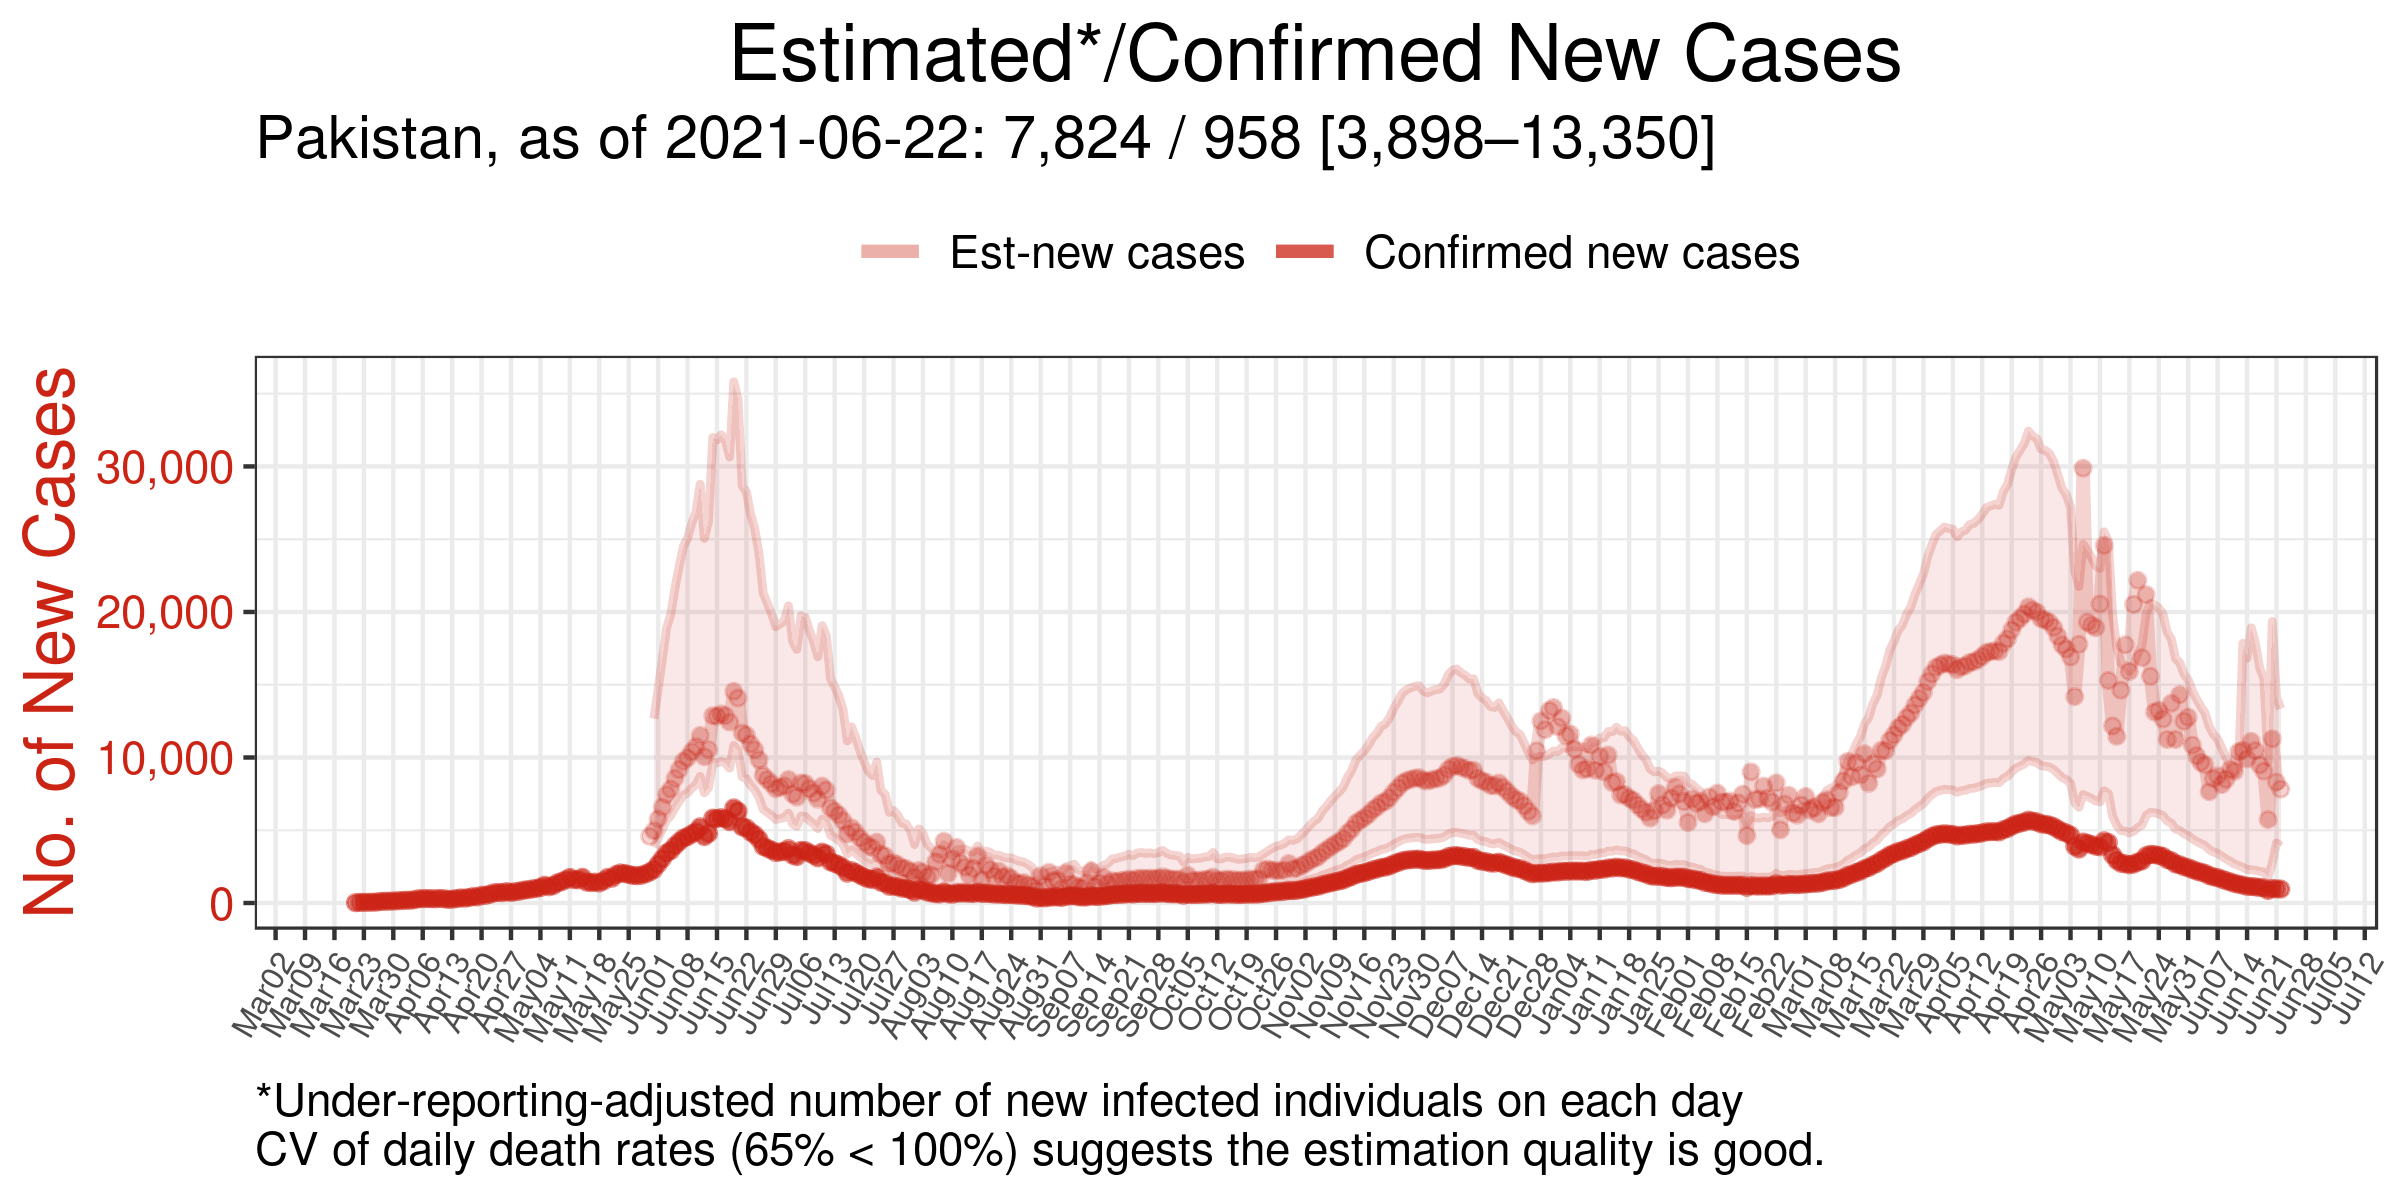 Estimated*/Confirmed New Cases
Pakistan, as of 2021-06-22: 7,824 / 958 [3,898–13,350]
Est-new cases Confirmed new cases
No. of New Cases
30,000
20,000
10,000
0
Mar02 Mar09 Mar16 Mar23 Mar30 Apr06 Apr13 Apr20 Apr27 May04 May11 May18 May25 Jun01 Jun08 Jun15 Jun22 Jun29 Jul06 Jul13 Jul20 Jul27 Aug03 Aug10 Aug17 Aug24 Aug31 Sep07 Sep14 Sep21 Sep28 Oct05 Oct12 Oct19 Oct26 Nov02 Nov09 Nov16 Nov23 Nov30 Dec07 Dec14 Dec21 Dec28 Jan04 Jan11 Jan18 Jan25 Feb01 Feb08 Feb15 Feb22 Mar01 Mar08 Mar15 Mar22 Mar29 Apr05 Apr12 Apr19 Apr26 May03 May10 May17 May24 May31 Jun07 Jun14 Jun21 Jun28 Jul05 Jul12
*Under-reporting-adjusted number of new infected individuals on each day
CV of daily death rates (65% < 100%) suggests the estimation quality is good.